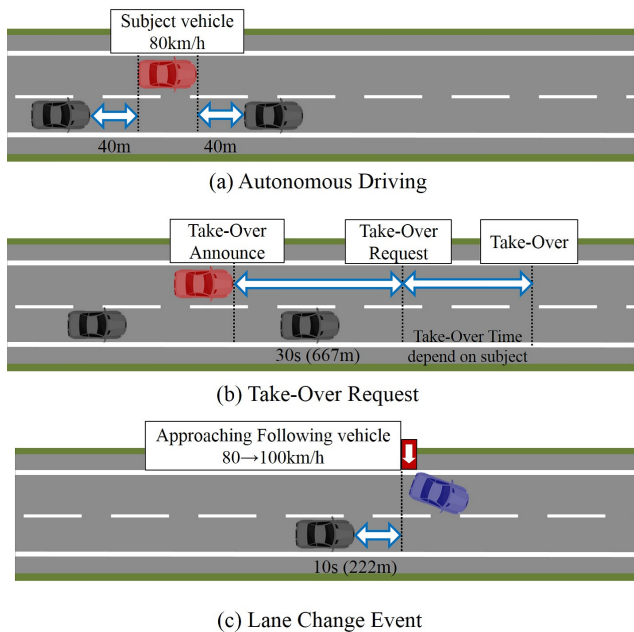 Subject vehicle
80km/h
40m
40m
(a) Autonomous Driving
Take-Over
Announce
Take-Over
Request
Take-Over
30s (667m)
Take-Over Time
depend on subject
(b) Take-Over Request
Approaching Following vehicle
80→100km/h
10s (222m)
(c) Lane Change Event